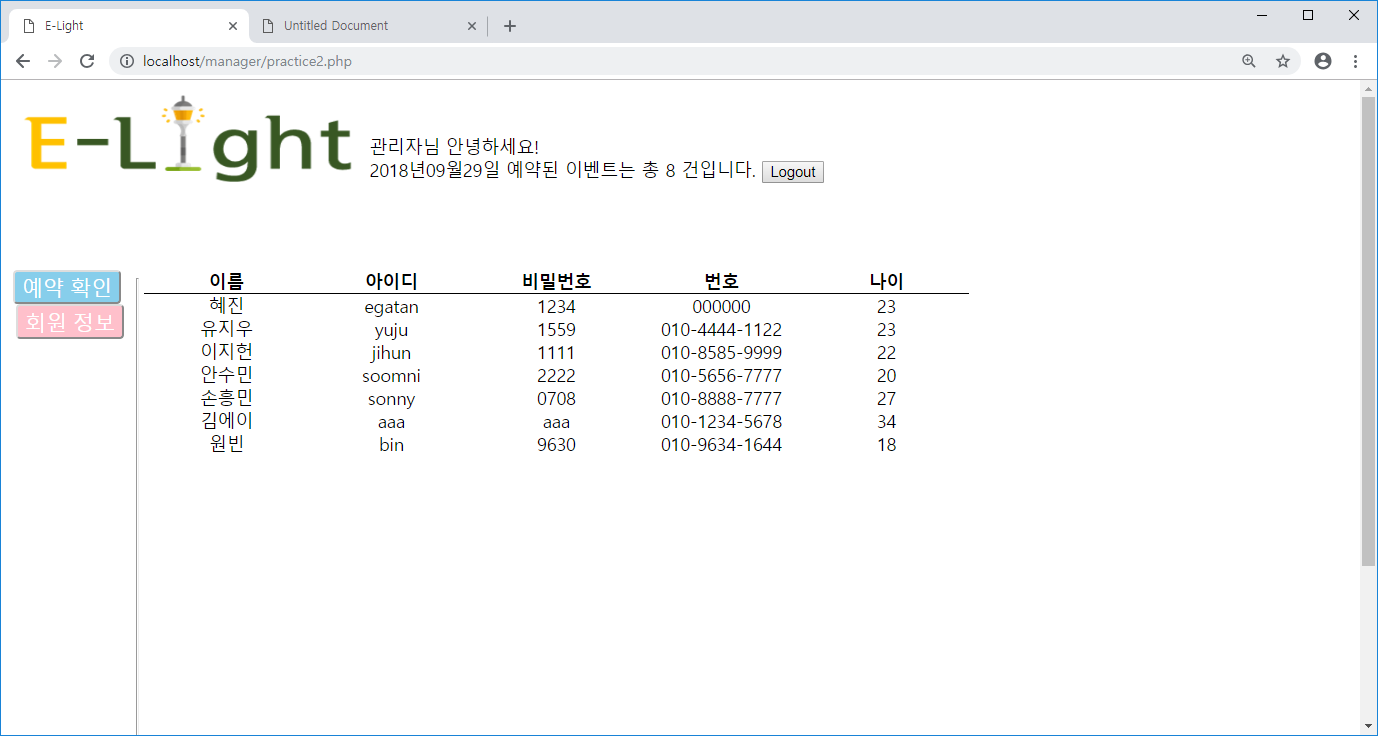 E-Light
Untitled Document
localhost/manager/practice2.php
E-Light
관리자님 안녕하세요!
2018년09월29일 예약된 이벤트는 총 8 건입니다. Logout
예약 확인
회원 정보
이름 아이디 비밀번호 번호 나이
혜진 egatan 1234 000000 23
유지우 yuju 1559 010-4444-1122 23
이지헌 jihun 1111 010-8585-9999 22
안수민 soomni 2222 010-5656-7777 20
손흥민 sonny 0708 010-8888-7777 27
김에이 aaa aaa 010-1234-5678 34
원빈 bin 9630 010-9634-1644 18